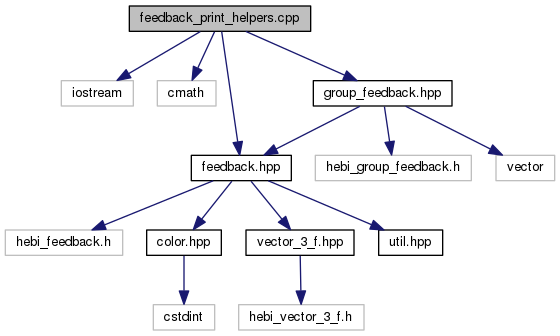 feedback_print_helpers.cpp
iostream
cmath
group_feedback.hpp
feedback.hpp
hebi_group_feedback.h
vector
hebi_feedback.h
color.hpp
vector_3_f.hpp
util.hpp
cstdint
hebi_vector_3_f.h